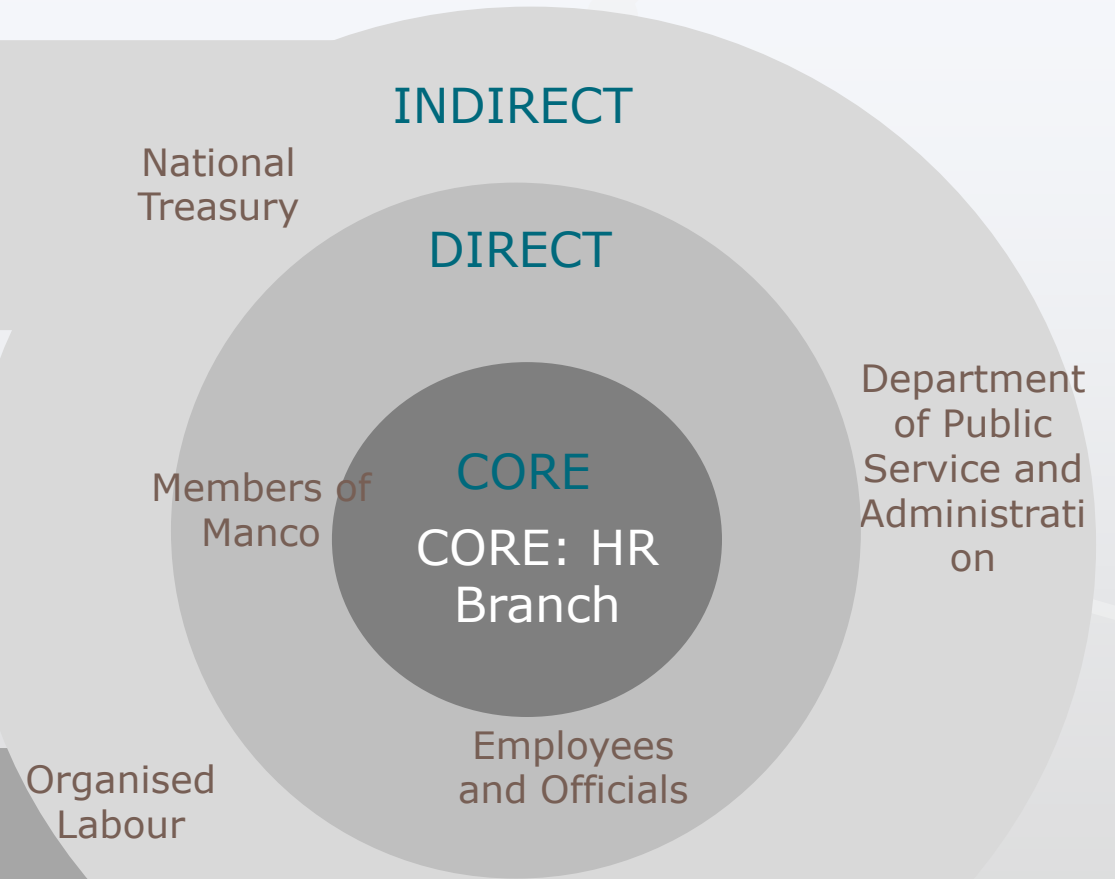 INDIRECT
National
Treasury
DIRECT
Department
of Public
Service and
Administrati
on
CORE
Members of
Manco
CORE: HR
Branch
Employees
and Officials
Organised
Labour